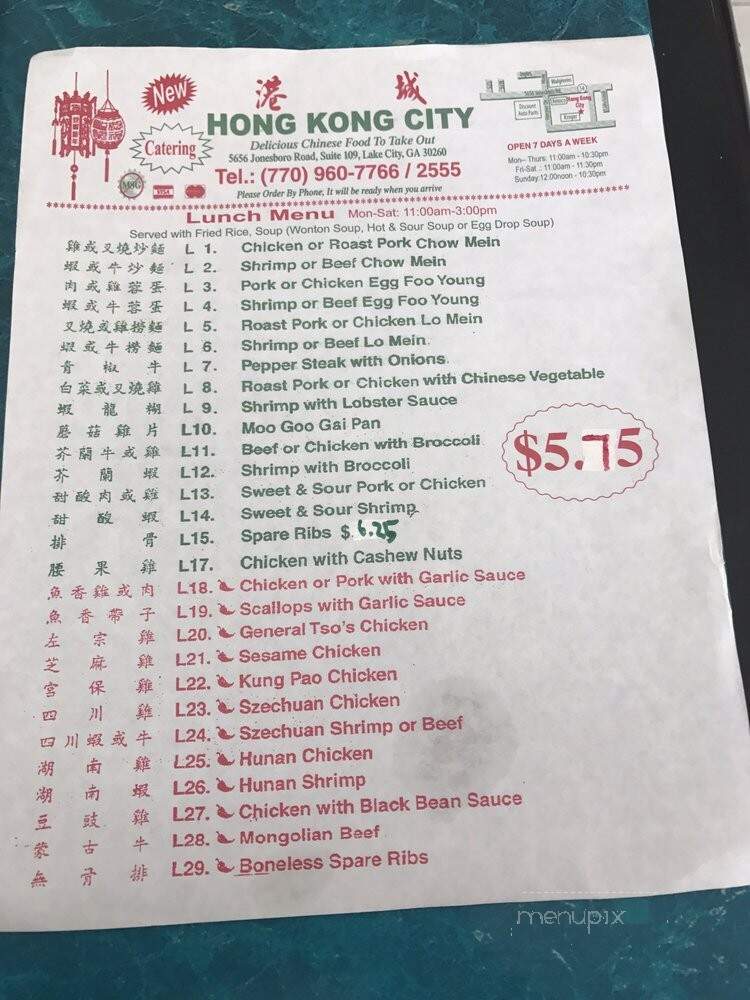 New
港 城
HONG KONG CITY
Catering
Delicious Chinese Food To Take Out
5656 Jonesboro Road, Suite 109, Lake City, GA 30260
Tel.: (770) 960-7766 / 2555
Please Order By Phone, It will be ready when you arrive
Walgreens
Discount Auto Parts
Hong Kong City
Kroger
OPEN 7 DAYS A WEEK
Mon- Thurs: 11:00am - 10:30pm
Fri-Sat .: 11:00am - 11:30pm
Sunday:12:00noon - 10:30pm
Lunch Menu Mon-Sat: 11:00am-3:00pm
Served with Fried Rice, Soup (Wonton Soup, Hot & Sour Soup or Egg Drop Soup)
雞或叉燒炒麵 L 1. Chicken or Roast Pork Chow Mein
蝦或牛炒麵 L 2. Shrimp or Beef Chow Mein
肉或雞蓉蛋 L 3. Pork or Chicken Egg Foo Young
蝦或牛蓉蛋 L 4. Shrimp or Beef Egg Foo Young
叉燒或雞撈麵 L 5. Roast Pork or Chicken Lo Mein
蝦或牛撈麵 L 6. Shrimp or Beef Lo Mein
青椒牛 L 7. Pepper Steak with Onions
白菜或叉燒雞 L 8. Roast Pork or Chicken with Chinese Vegetable
蝦龍糊 L 9. Shrimp with Lobster Sauce
蘑菇雞片 L10. Moo Goo Gai Pan
芥蘭牛或雞 L11. Beef or Chicken with Broccoli
芥蘭蝦 L12. Shrimp with Broccoli
甜酸肉或雞 L13. Sweet & Sour Pork or Chicken
甜酸蝦 L14. Sweet & Sour Shrimp
排骨 L15. Spare Ribs $ 6.25
腰果雞 L17. Chicken with Cashew Nuts
$5.75
魚香雞或肉 L18. Chicken or Pork with Garlic Sauce
魚香帶子 L19. Scallops with Garlic Sauce
左宗雞 L20. General Tso's Chicken
芝麻雞 L21. Sesame Chicken
宮保雞 L22. Kung Pao Chicken
四川雞 L23. Szechuan Chicken
四川蝦或牛 L24. Szechuan Shrimp or Beef
湖南雞 L25. Hunan Chicken
湖南蝦 L26. Hunan Shrimp
豆豉雞 L27. Chicken with Black Bean Sauce
蒙古牛 L28. Mongolian Beef
無骨排 L29. Boneless Spare Ribs
menupix